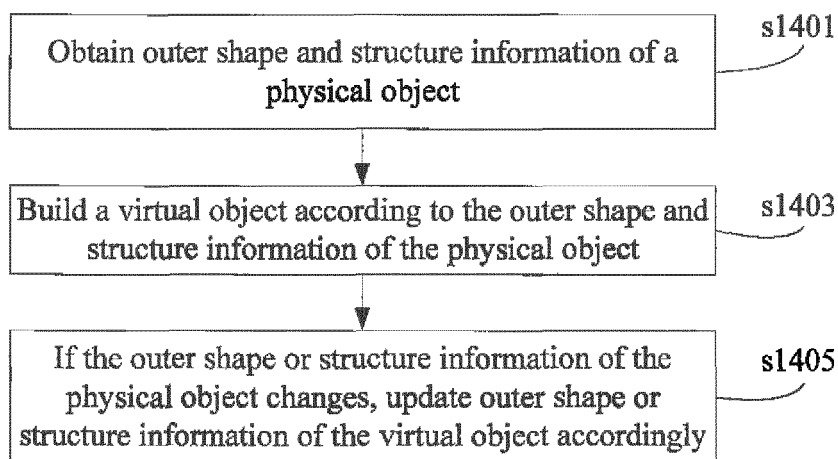 s1401
Obtain outer shape and structure information of a
physical object
s1403
Build a virtual object according to the outer shape and
structure information of the physical object
s1405
If the outer shape or structure information of the
physical object changes, update outer shape or
structure information of the virtual object accordingly